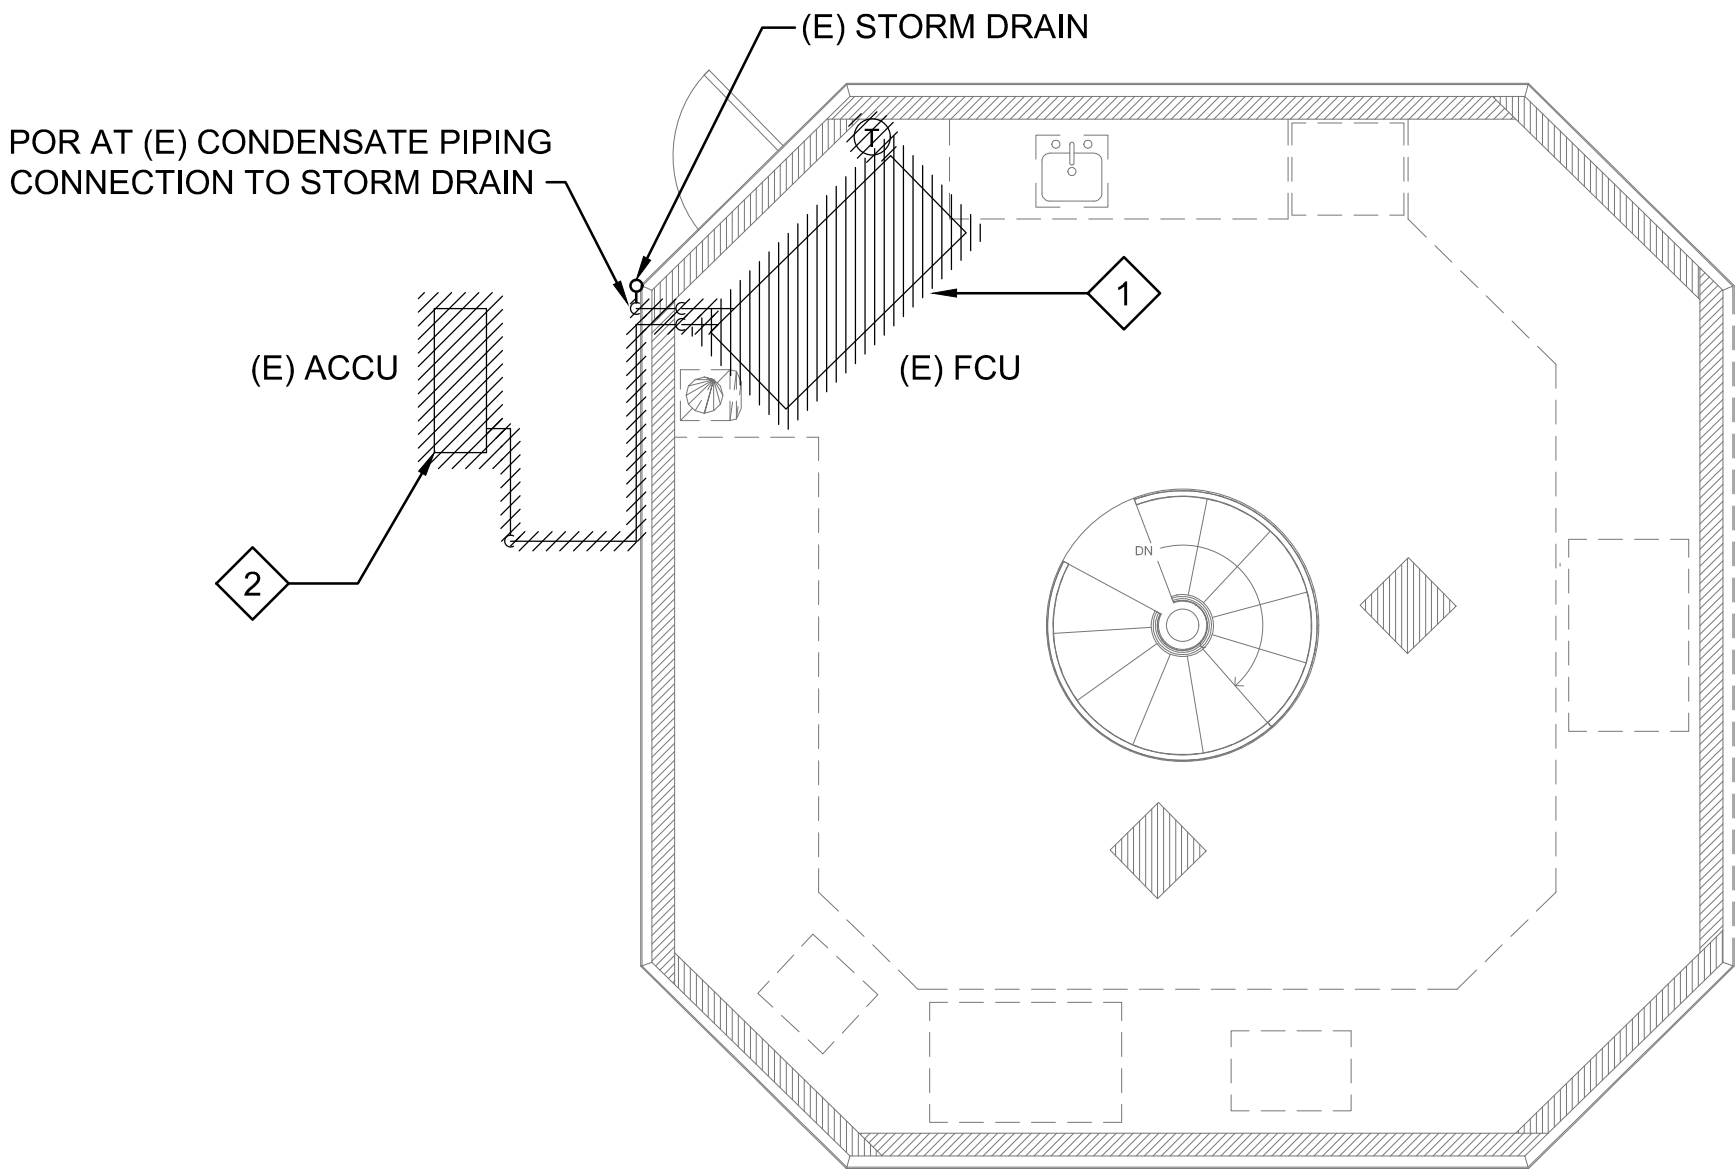 (E) STORM DRAIN
POR AT (E) CONDENSATE PIPING
CONNECTION TO STORM DRAIN
T
1
(E) ACCU
(E) FCU
2
DN